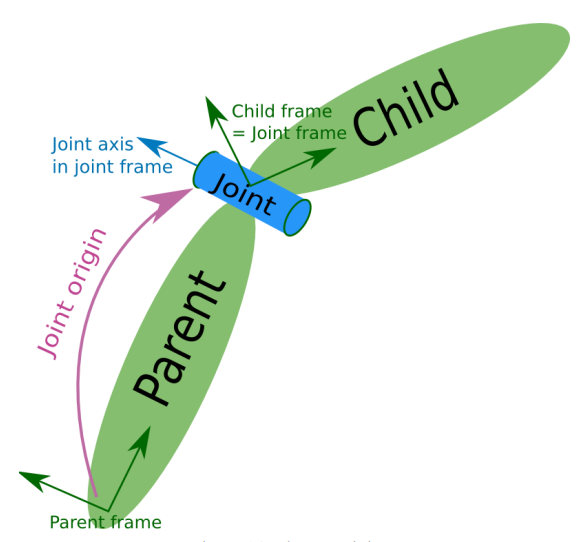 Child
Child frame
= Joint frame
Joint axis
in joint frame
Joint
Joint origin
Parent
Parent frame